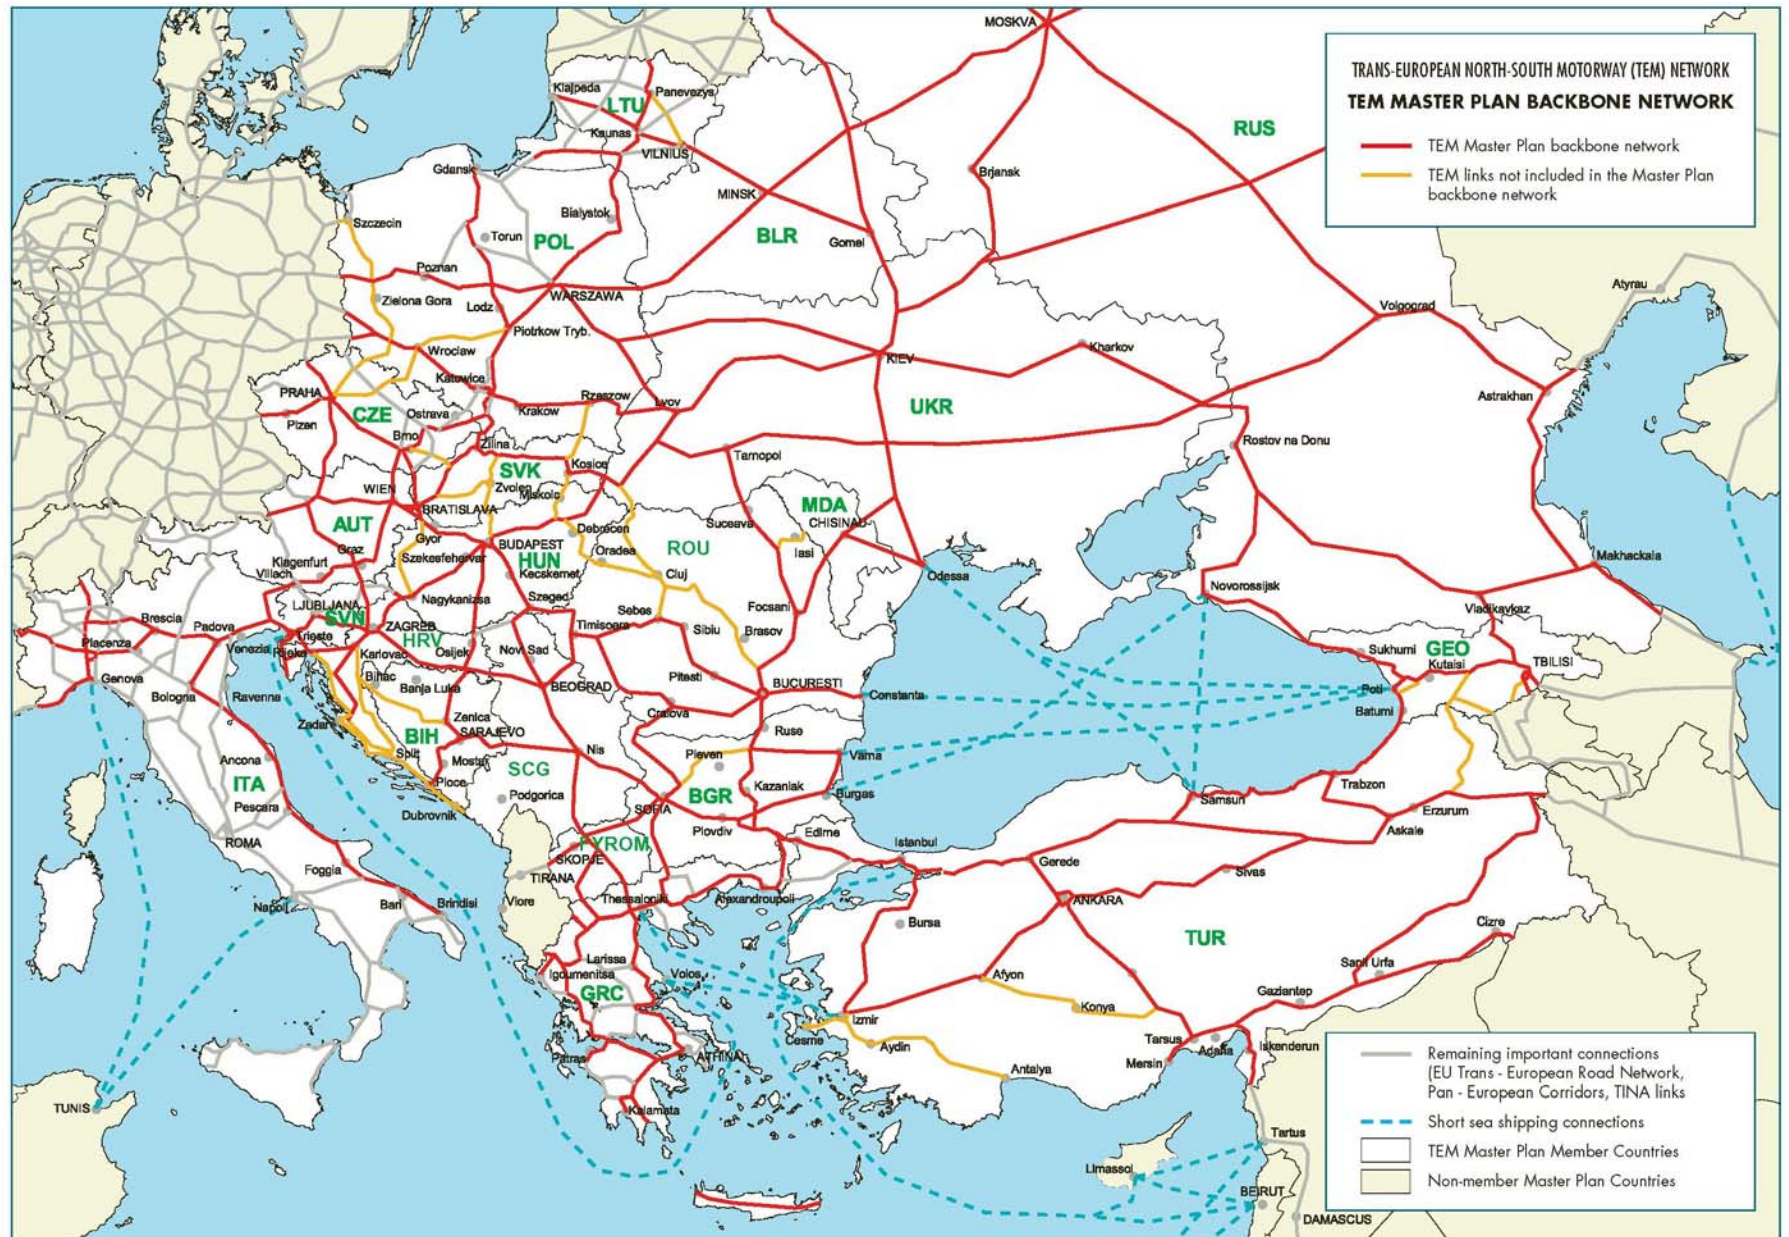 TRANS-EUROPEAN NORTH-SOUTH MOTORWAY (TEM) NETWORK
TEM MASTER PLAN BACKBONE NETWORK
TEM Master Plan backbone network
TEM links not included in the Master Plan
backbone network
MOSKVA
RUS
Klajpeda
Panevezys
LTU
Kaunas
VILNIUS
Gdansk
MINSK
Brjansk
Szczecin
Bialystok
Torun
POL
BLR
Gomel
Poznan
WARSZAWA
Zielona Gora
Lodz
Volgograd
Atyrau
Piotrkow Tryb.
Wroclaw
KIEV
Kharkov
Katowice
PRAHA
Rzeszow
Lvov
UKR
Astrakhan
CZE
Ostrava
Krakow
Plzen
Brno
Zilina
Rostov na Donu
Tarnopol
SVK
Kosice
WIEN
Zvolen
Miskolc
BRATISLAVA
MDA
CHISINAU
Suceava
AUT
Debrecen
Gyor
BUDAPEST
Iasi
Graz
Szekesfehervar
HUN
Oradea
ROU
Makhackala
Klagenfurt
Villach
Kecskemet
Cluj
Odessa
Novorossijsk
Nagykanizsa
Szeged
LJUBLJANA
SVN
Sebes
Focsani
Vladikavkaz
Brescia
Padova
ZAGREB
HRV
Timisoara
Sibiu
Brasov
Piacenza
Trieste
Venezia
Rijeka
Karlovac
Osijek
Novi Sad
Sukhumi
GEO
Kutaisi
TBILISI
Genova
Bihac
Banja Luka
Pitesti
BUCURESTI
Poti
Bologna
Ravenna
BEOGRAD
Constanta
Batumi
Craiova
Zadar
Zenica
SARAJEVO
BIH
Ruse
Split
Nis
Pleven
Varna
Ancona
Mostar
SCG
ITA
Ploce
Trabzon
Kazanlak
Burgas
Pescara
Podgorica
SOFIA
BGR
Samsun
Erzurum
Dubrovnik
Plovdiv
Edirne
Askale
ROMA
FYROM
SKOPJE
Istanbul
Gerede
Foggia
TIRANA
Sivas
Napoli
Bari
Brindisi
Vlore
Thessaloniki
Alexandroupoli
ANKARA
Bursa
Cizre
TUR
Larissa
Igoumenitsa
Volos
Afyon
Sanli Urfa
GRC
Gaziantep
Konya
Izmir
Cesme
Patras
ATHINAI
Aydin
Tarsus
Adana
Iskenderun
Mersin
Antalya
TUNIS
Kalamata
Tartus
Limassol
BEIRUT
DAMASCUS
Remaining important connections
(EU Trans - European Road Network,
Pan - European Corridors, TINA links
Short sea shipping connections
TEM Master Plan Member Countries
Non-member Master Plan Countries